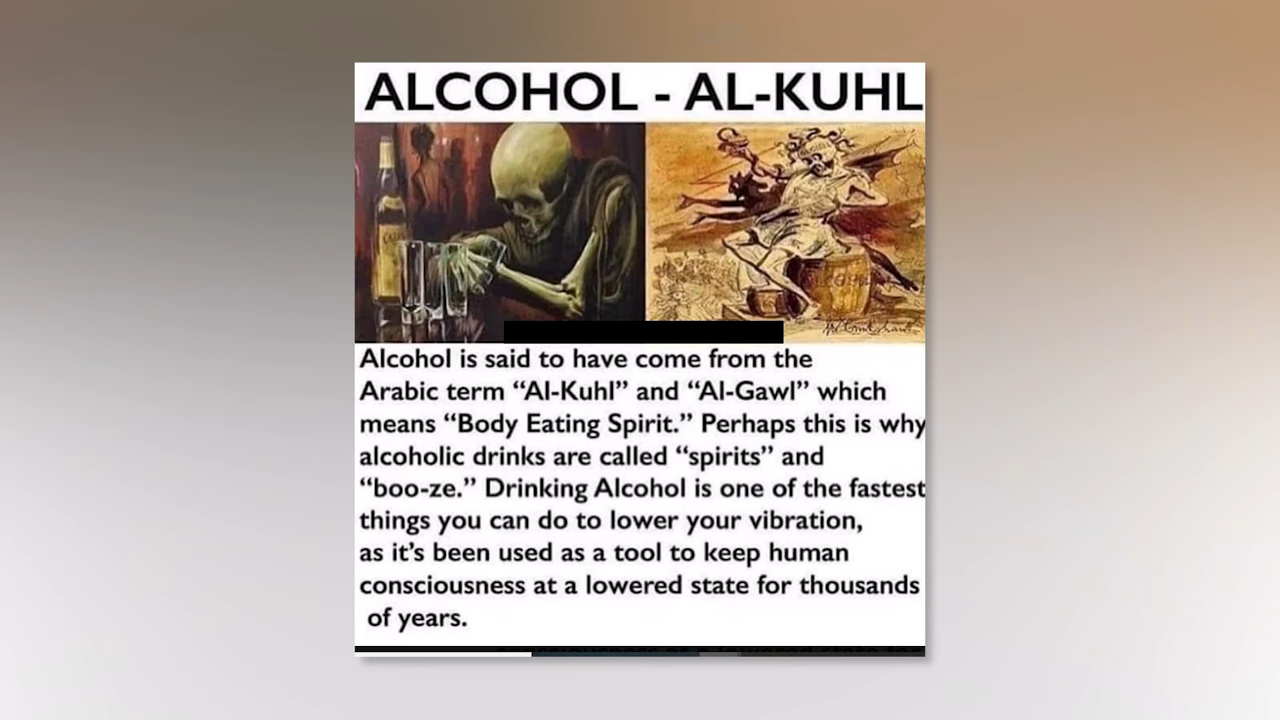 ALCOHOL - AL-KUHL
Alcohol is said to have come from the
Arabic term “Al-Kuhl” and “Al-Gawl” which
means “Body Eating Spirit.” Perhaps this is why
alcoholic drinks are called “spirits” and
“boo-ze.” Drinking Alcohol is one of the fastest
things you can do to lower your vibration,
as it’s been used as a tool to keep human
consciousness at a lowered state for thousands
of years.